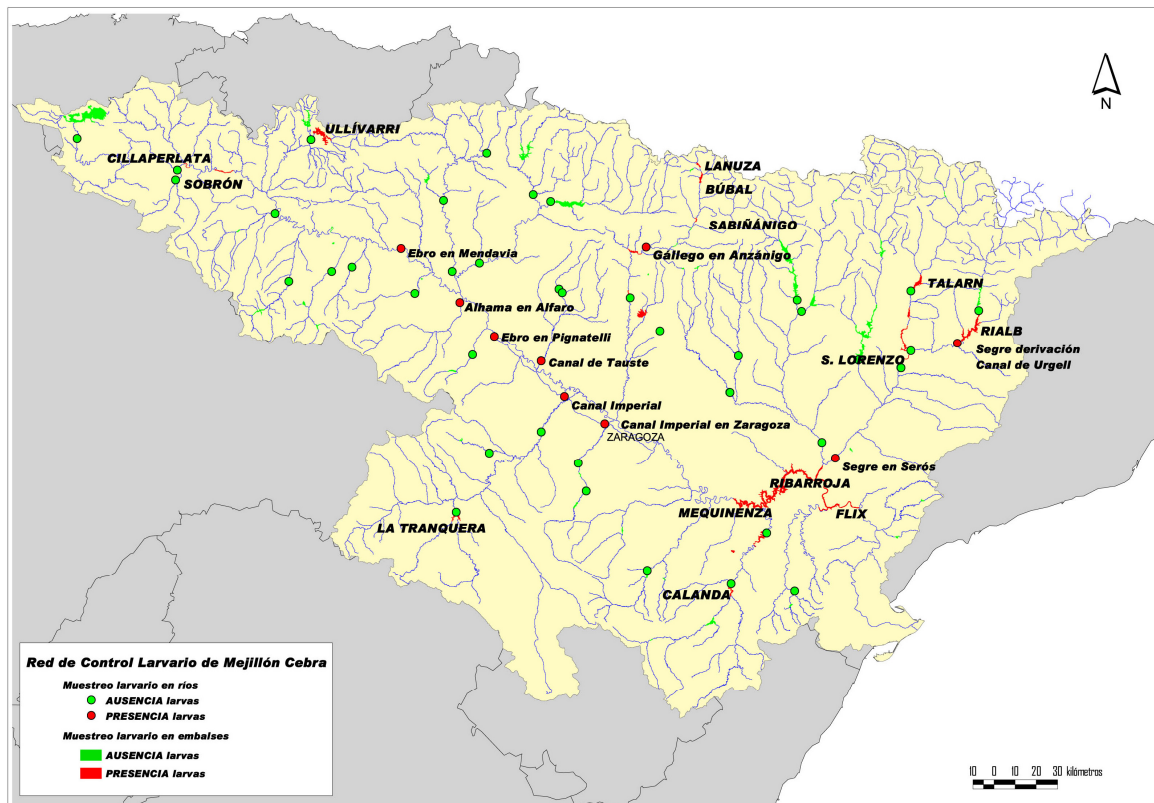 N
ULLÍVARRI
CILLAPERLATA
SOBRÓN
LANUZA
BÚBAL
SABIÑÁNIGO
Ebro en Mendavia
Gállego en Anzánigo
TALARN
Alhama en Alfaro
RIALB
Ebro en Pignatelli
Segre derivación
Canal de Urgell
S. LORENZO
Canal de Tauste
Canal Imperial
Canal Imperial en Zaragoza
ZARAGOZA
Segre en Serós
RIBARROJA
MEQUINENZA
FLIX
LA TRANQUERA
CALANDA
Red de Control Larvario de Mejillón Cebra
Muestreo larvario en ríos
AUSENCIA larvas
PRESENCIA larvas
Muestreo larvario en embalses
AUSENCIA larvas
PRESENCIA larvas
10 0 10 20 30 kilómetros